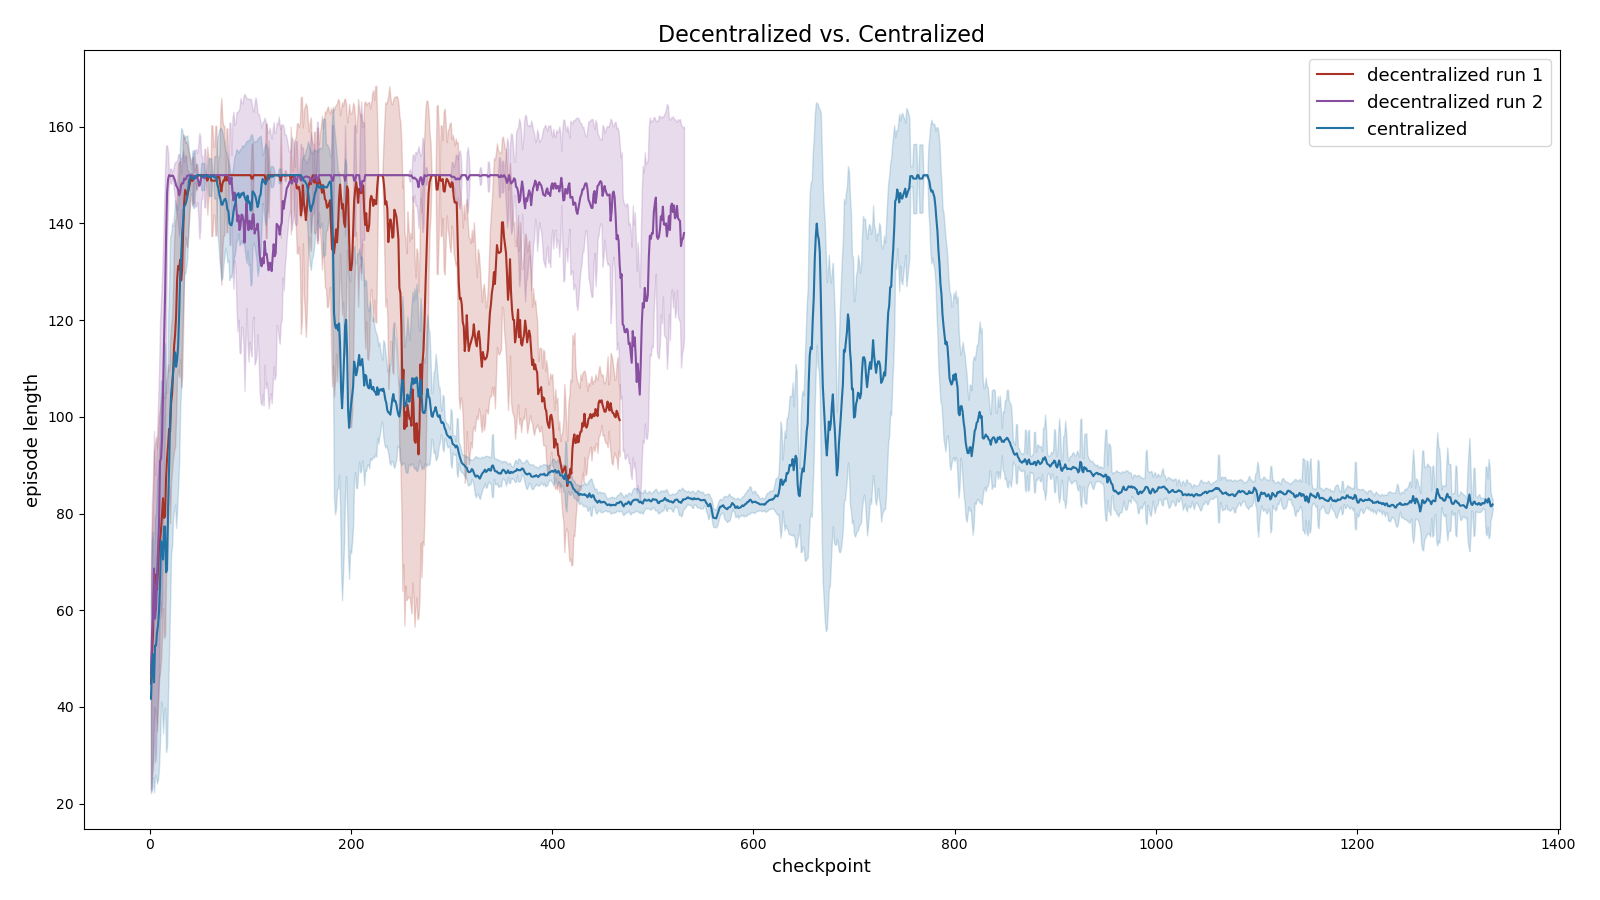 Decentralized vs. Centralized
decentralized run 1
decentralized run 2
centralized
episode length
160
140
120
100
80
60
40
20
0 200 400 600 800 1000 1200 1400
checkpoint